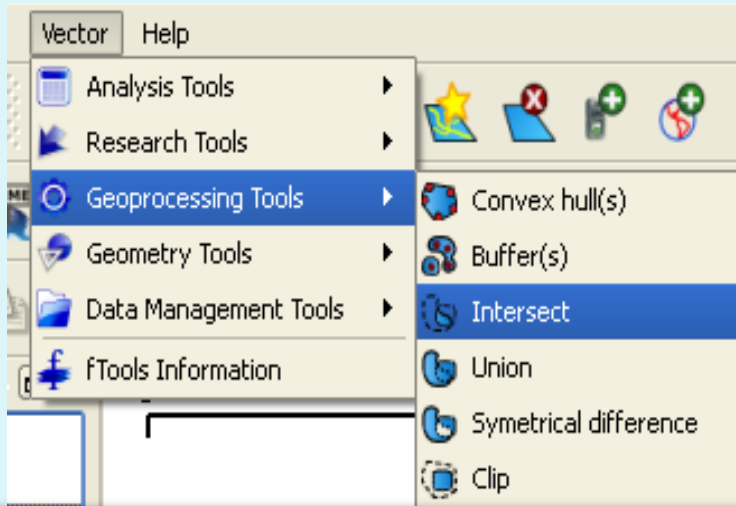 Vector Help
Analysis Tools
Research Tools
Geoprocessing Tools
Geometry Tools
Data Management Tools
fTools Information
Convex hull(s)
Buffer(s)
Intersect
Union
Symetrical difference
Clip